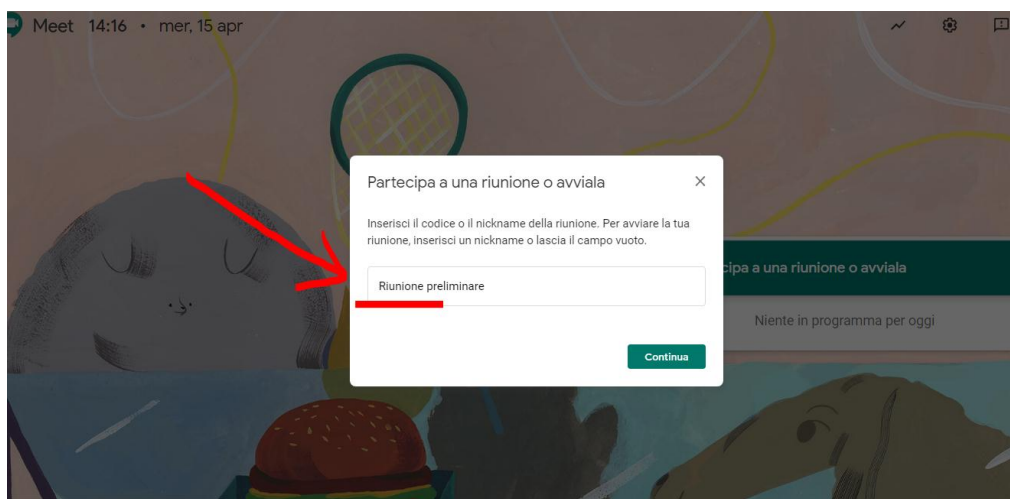 Meet 14:16 • mer, 15 apr
Partecipa a una riunione o avviala
Inserisci il codice o il nickname della riunione. Per avviare la tua
riunione, inserisci un nickname o lascia il campo vuoto.
Riunione preliminare
Continua
cipa a una riunione o avviala
Niente in programma per oggi